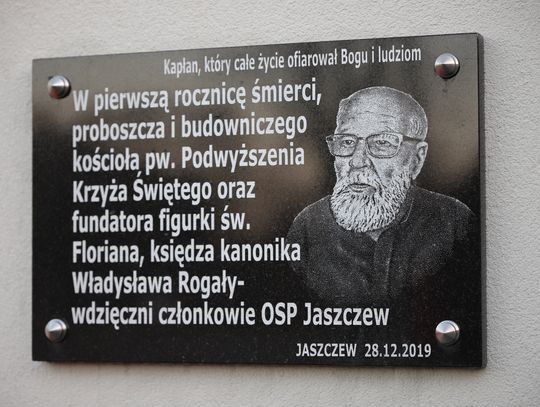 Kapłan, który całe życie ofiarował Bogu i ludziom
W pierwszą rocznicę śmierci,
proboszcza i budowniczego
kościoła pw. Podwyższenia
Krzyża Świętego oraz
fundatora figurki św.
Floriana, księdza kanonika
Władysława Rogały-
wdzięczni członkowie OSP Jaszczew
JASZCZEW 28.12.2019